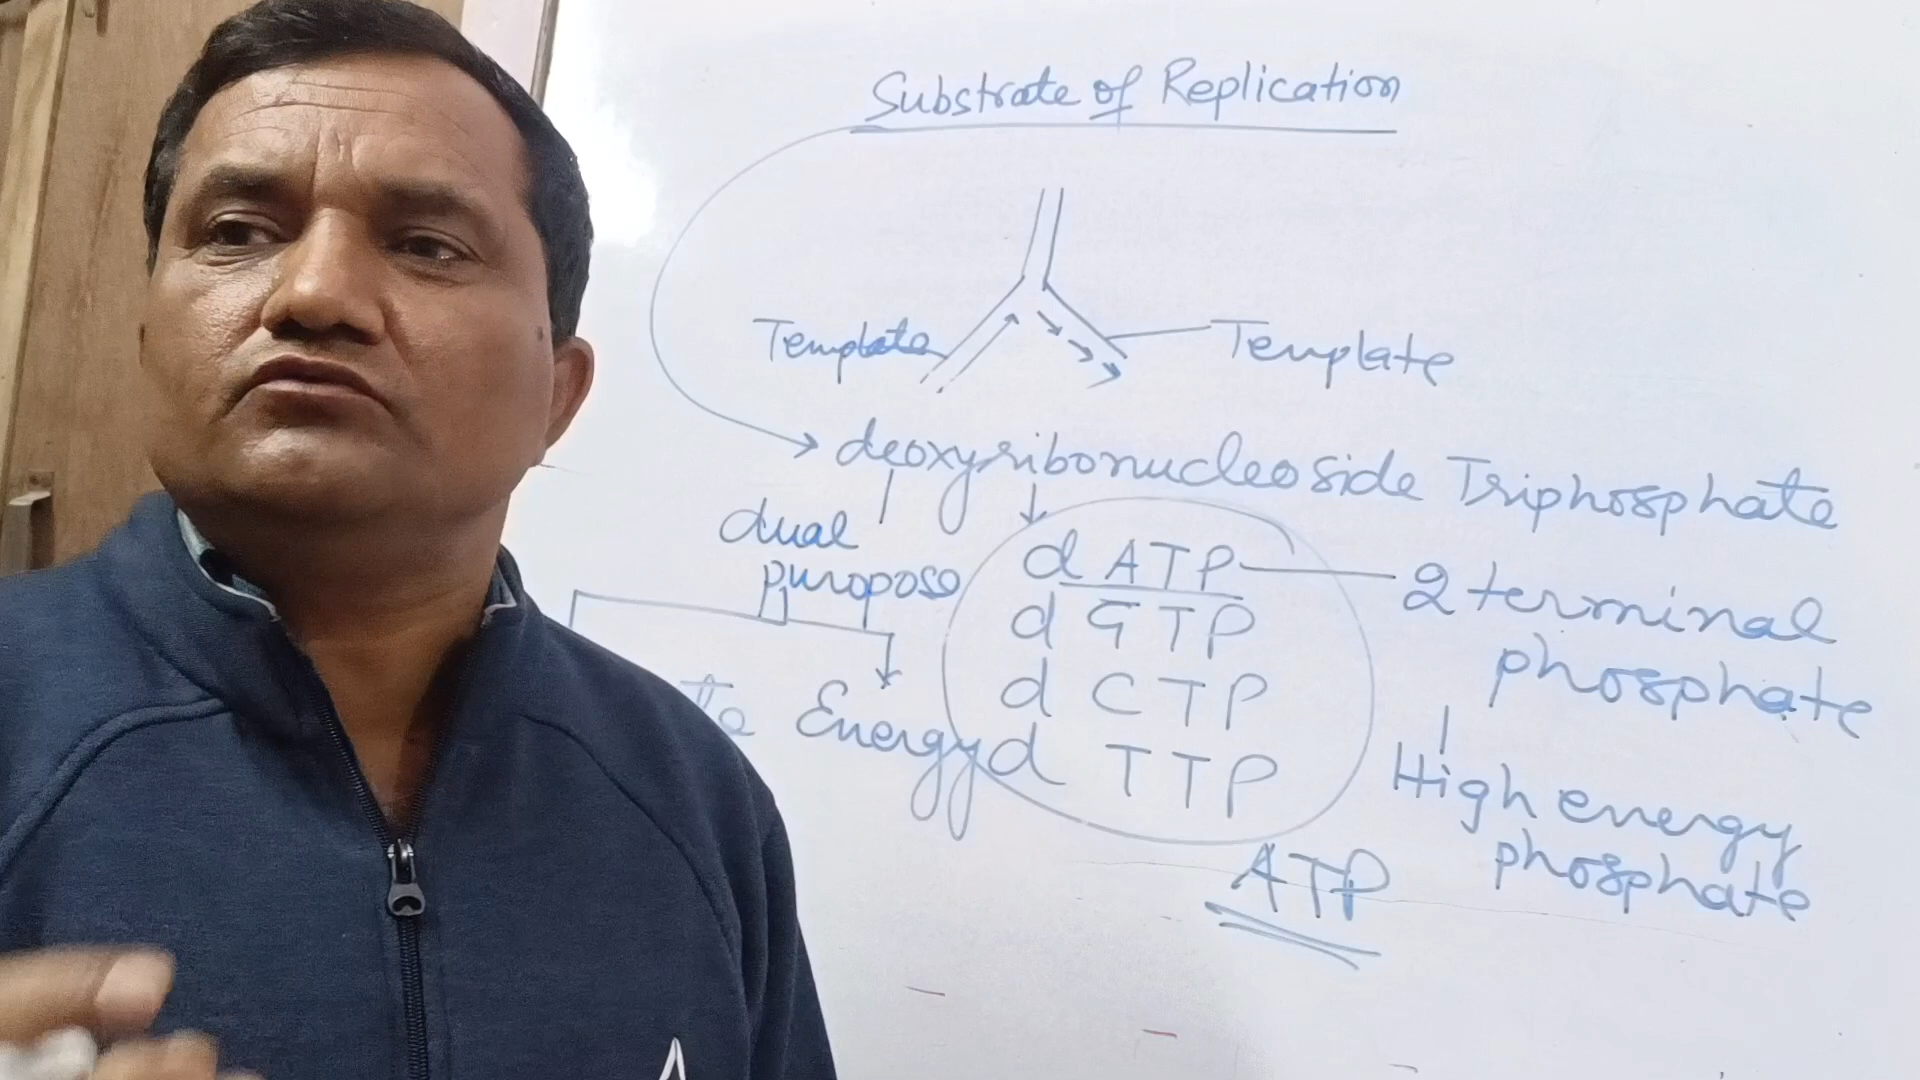 Substrate of Replication
Template
Template
deoxyribonucleoside Triphosphate
dual
puropose
Energy
dATP
dGTP
dCTP
dTTP
2 terminal
phosphate
High energy
phosphate
ATP